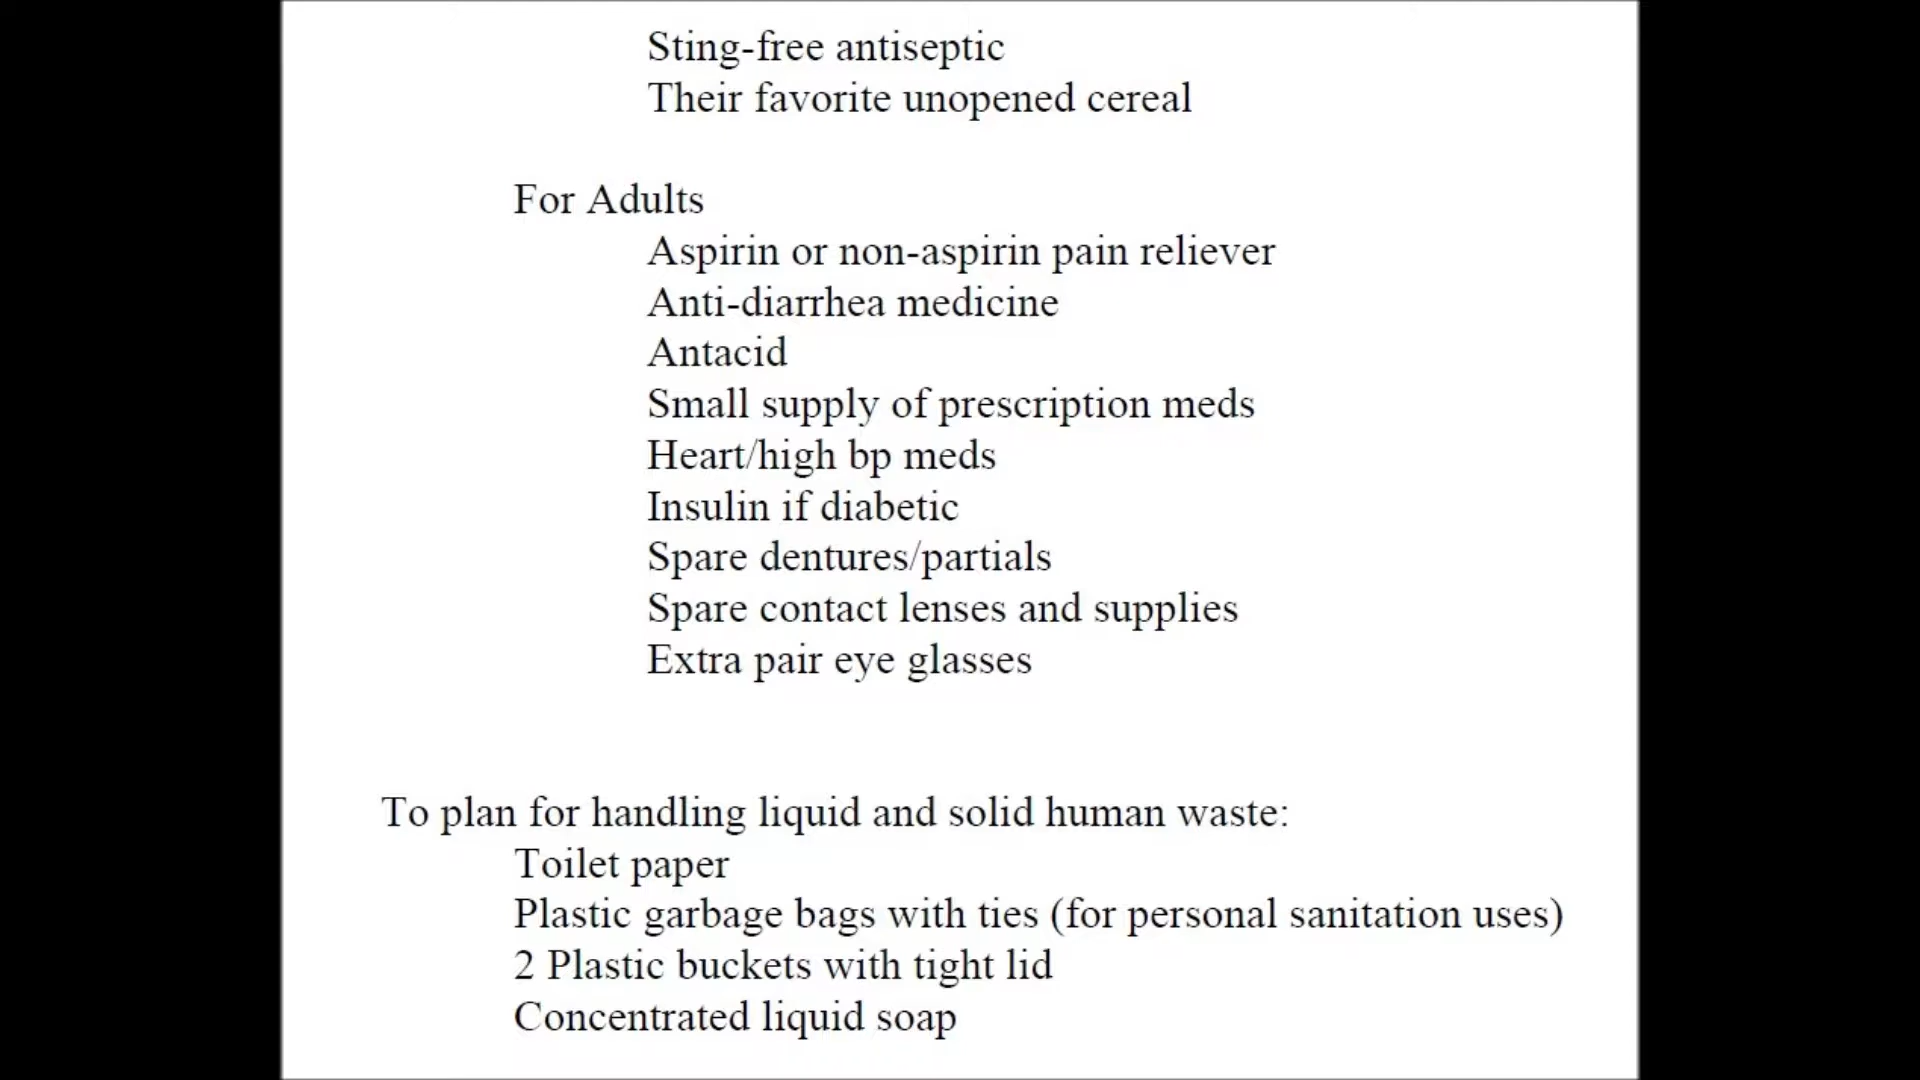 Sting-free antiseptic
Their favorite unopened cereal
For Adults
Aspirin or non-aspirin pain reliever
Anti-diarrhea medicine
Antacid
Small supply of prescription meds
Heart/high bp meds
Insulin if diabetic
Spare dentures/partials
Spare contact lenses and supplies
Extra pair eye glasses
To plan for handling liquid and solid human waste:
Toilet paper
Plastic garbage bags with ties (for personal sanitation uses)
2 Plastic buckets with tight lid
Concentrated liquid soap